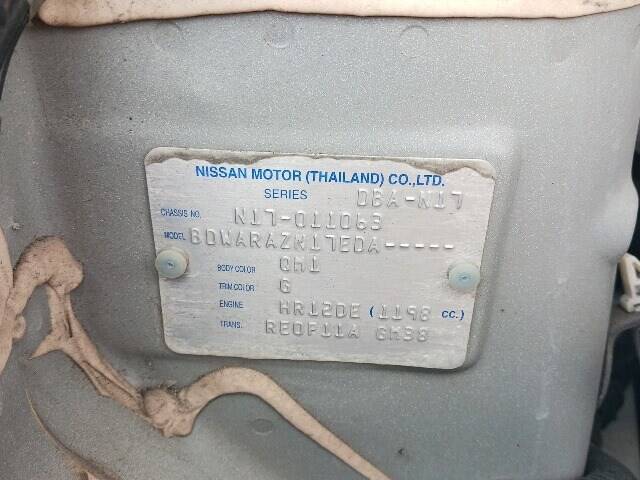 NISSAN MOTOR (THAILAND) CO.,LTD.
SERIES DBA-N17
CHASSIS NO. N17-011063
MODEL BDWARAZN17EDA-----
BODY COLOR QM1
TRIM COLOR G
ENGINE HR12DE (1198 CC.)
TRANS. RE0F11A GH38